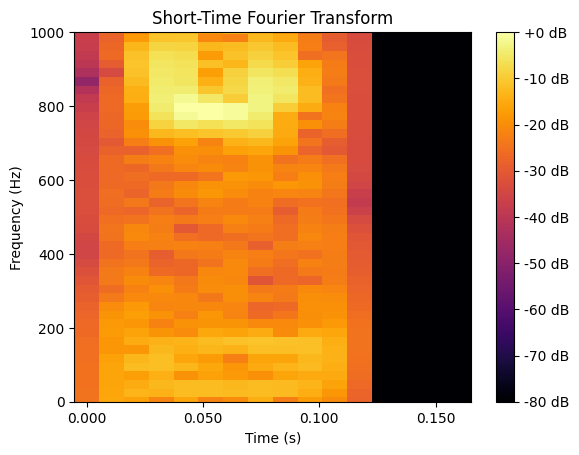 Short-Time Fourier Transform
1000
800
600
400
200
0
Frequency (Hz)
0.000
0.050
0.100
0.150
Time (s)
+0 dB
-10 dB
-20 dB
-30 dB
-40 dB
-50 dB
-60 dB
-70 dB
-80 dB